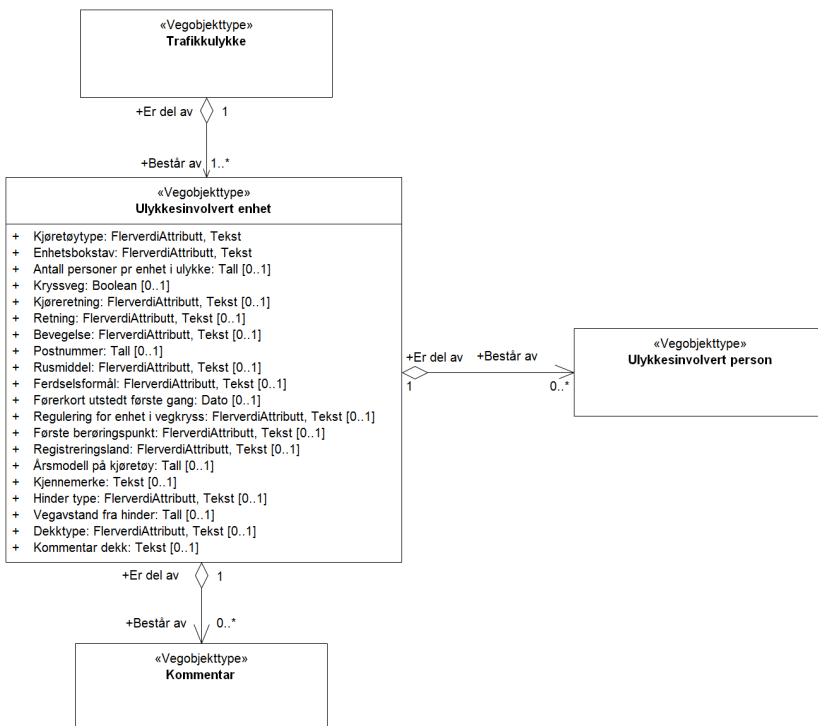 «Vegobjekttype»
Trafikkulykke
+Er del av 1
+Består av 1..*
«Vegobjekttype»
Ulykkesinvolvert enhet
+ Kjøretøytype: FlerverdiAttributt, Tekst
+ Enhetsbokstav: FlerverdiAttributt, Tekst
+ Antall personer pr enhet i ulykke: Tall [0..1]
+ Kryssveg: Boolean [0..1]
+ Kjøreretning: FlerverdiAttributt, Tekst [0..1]
+ Retning: FlerverdiAttributt, Tekst [0..1]
+ Bevegelse: FlerverdiAttributt, Tekst [0..1]
+ Postnummer: Tall [0..1]
+ Rusmiddel: FlerverdiAttributt, Tekst [0..1]
+ Ferdselsformål: FlerverdiAttributt, Tekst [0..1]
+ Førerkort utstedt første gang: Dato [0..1]
+ Regulering for enhet i vegkryss: FlerverdiAttributt, Tekst [0..1]
+ Første berøringspunkt: FlerverdiAttributt, Tekst [0..1]
+ Registreringsland: FlerverdiAttributt, Tekst [0..1]
+ Årsmodell på kjøretøy: Tall [0..1]
+ Kjennemerke: Tekst [0..1]
+ Hinder type: FlerverdiAttributt, Tekst [0..1]
+ Vegavstand fra hinder: Tall [0..1]
+ Dekktype: FlerverdiAttributt, Tekst [0..1]
+ Kommentar dekk: Tekst [0..1]
+Er del av +Består av
1 0..*
«Vegobjekttype»
Ulykkesinvolvert person
+Er del av 1
+Består av 0..*
«Vegobjekttype»
Kommentar